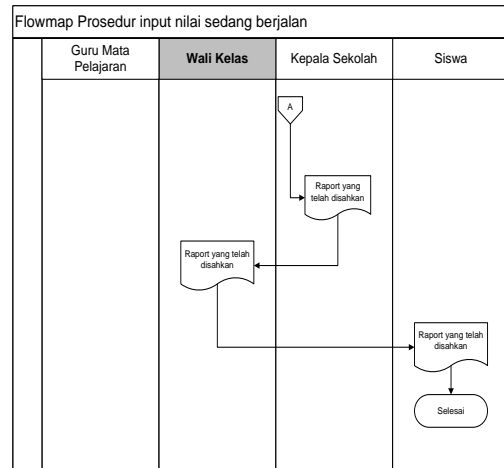 Flowmap Prosedur input nilai sedang berjalan
Guru Mata
Pelajaran
Wali Kelas
Kepala Sekolah
Siswa
A
Raport yang
telah disahkan
Raport yang telah
disahkan
Raport yang telah
disahkan
Selesai